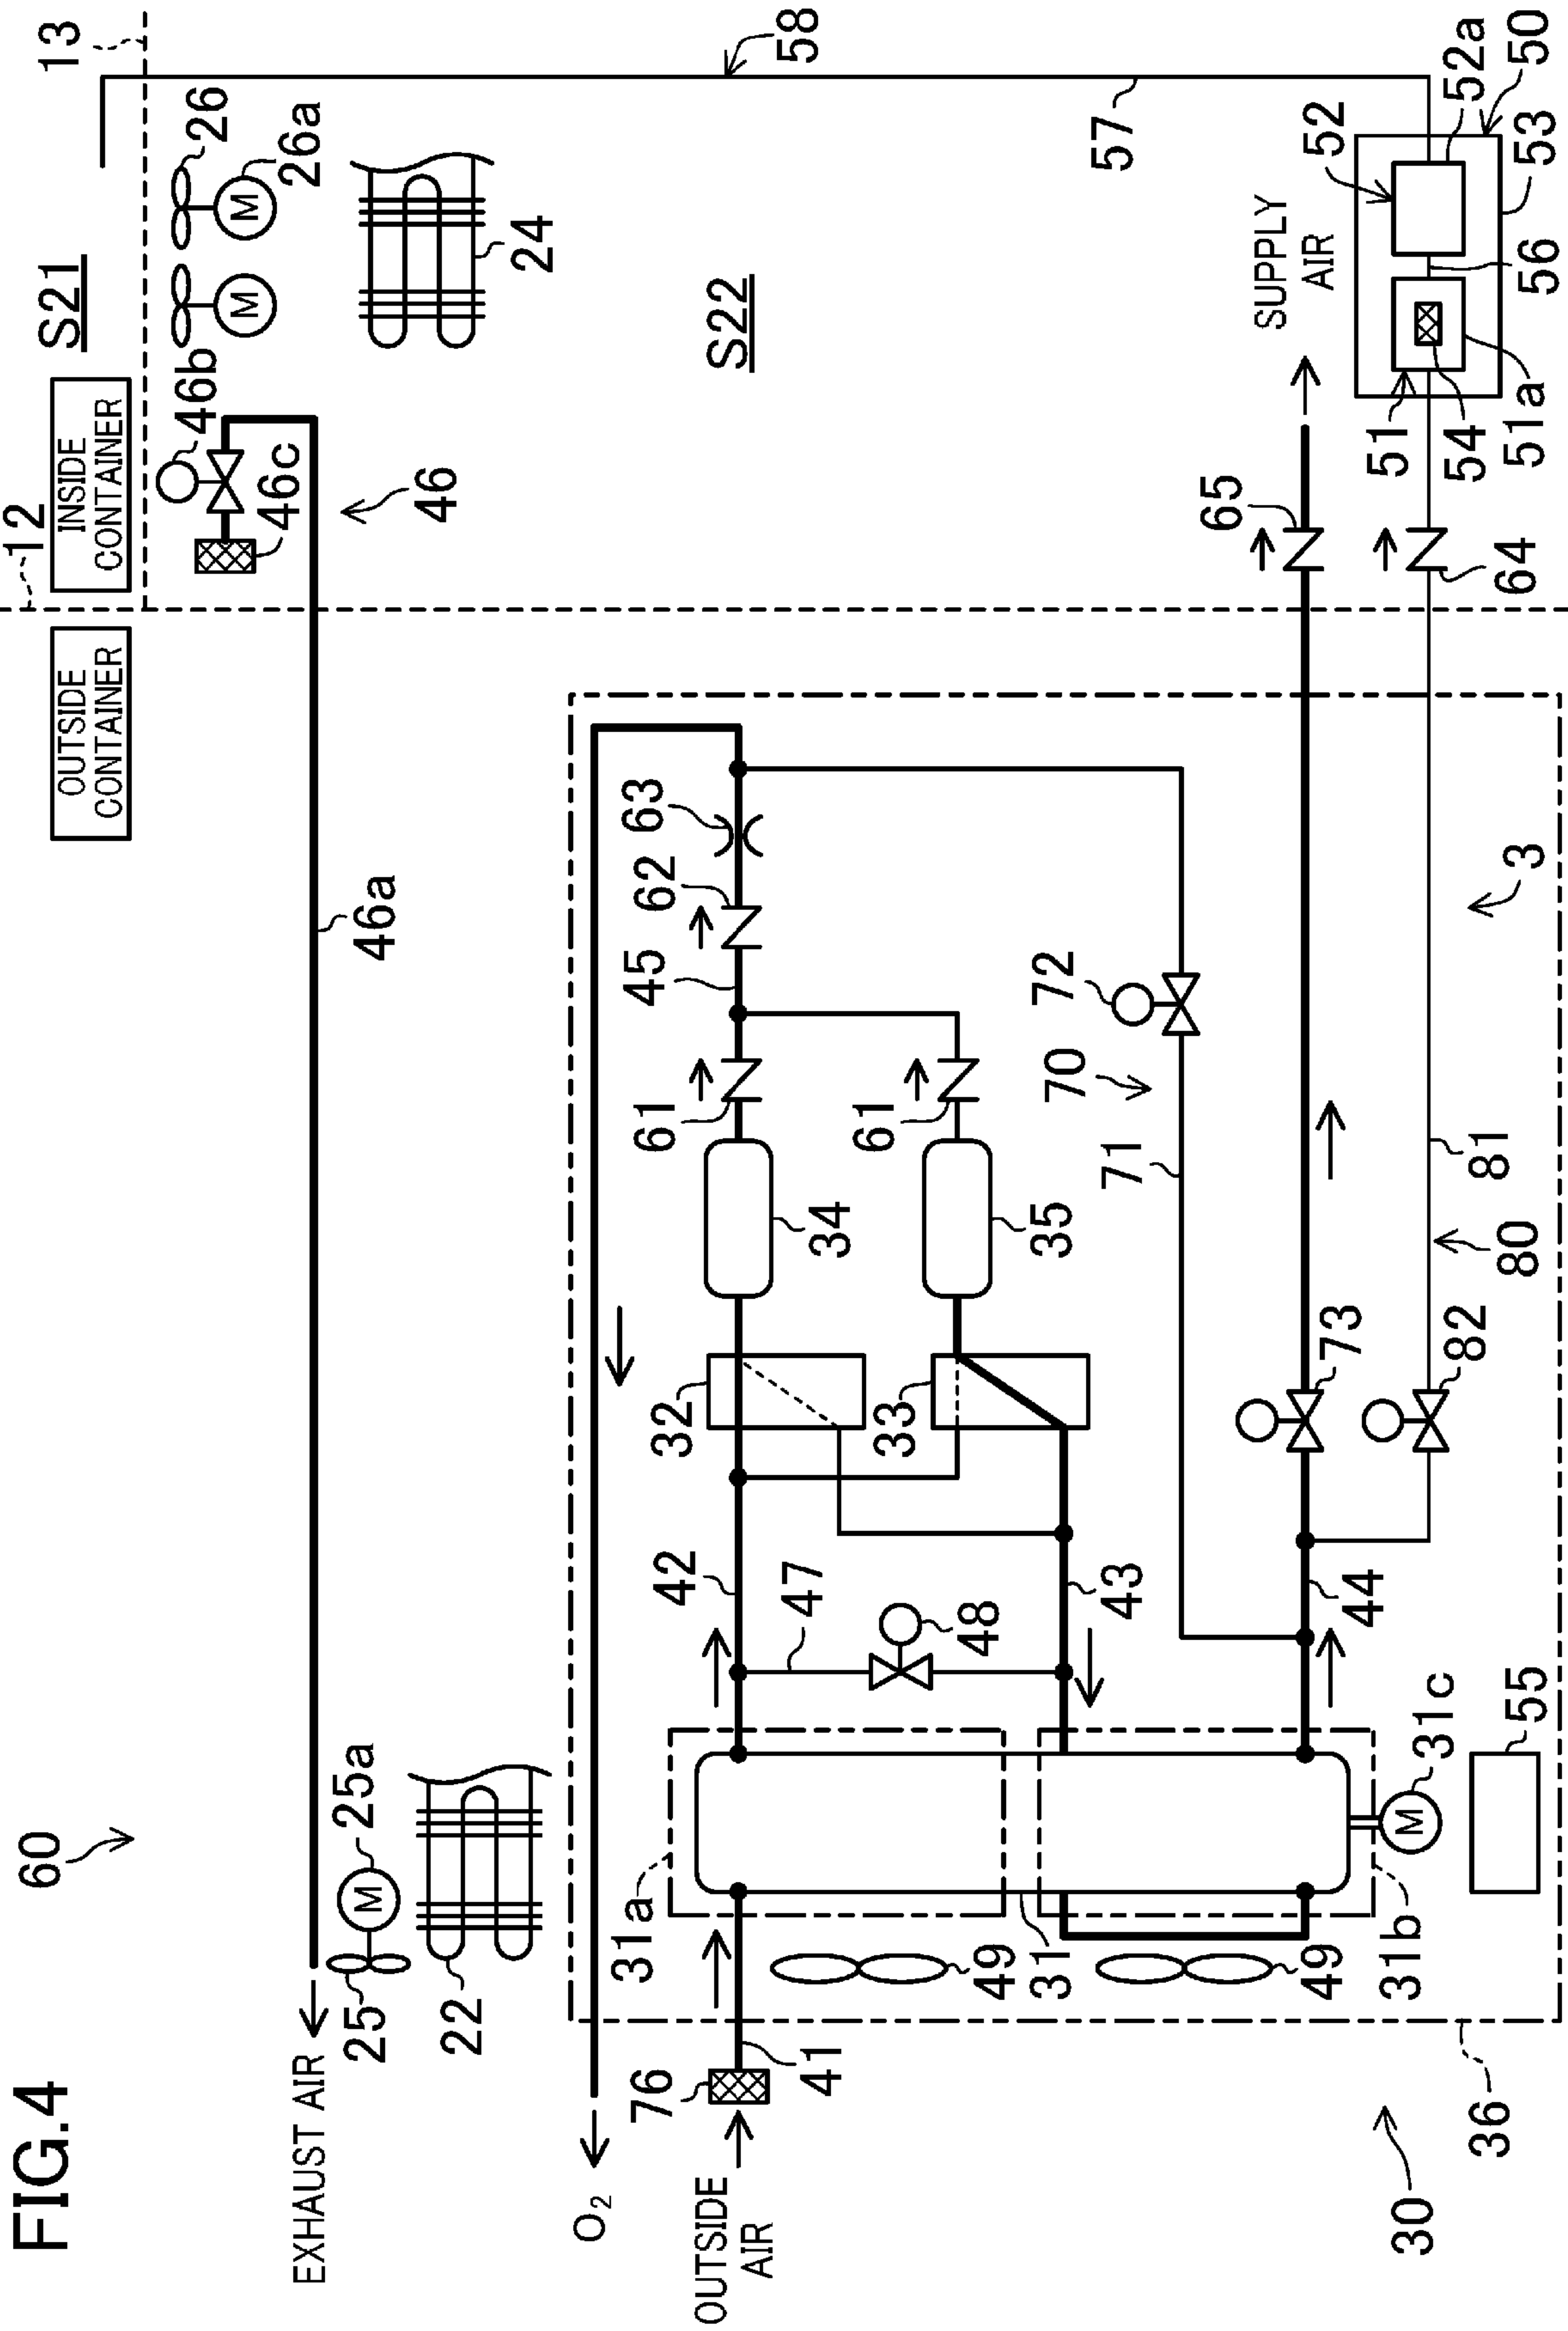 FIG.4
60
EXHAUST AIR
25
25a
M
22
46a
OUTSIDE
CONTAINER
12
INSIDE
CONTAINER
S21
13
46b
46c
46
M
M
26
26a
24
S22
58
57
O2
76
OUTSIDE
AIR
41
31a
49
31
49
31b
31c
M
55
42
47
48
43
44
32
33
34
35
61
61
45
62
63
70
71
72
73
82
80
81
3
65
64
SUPPLY
AIR
51
54
51a
56
52
52a
50
53
36
30